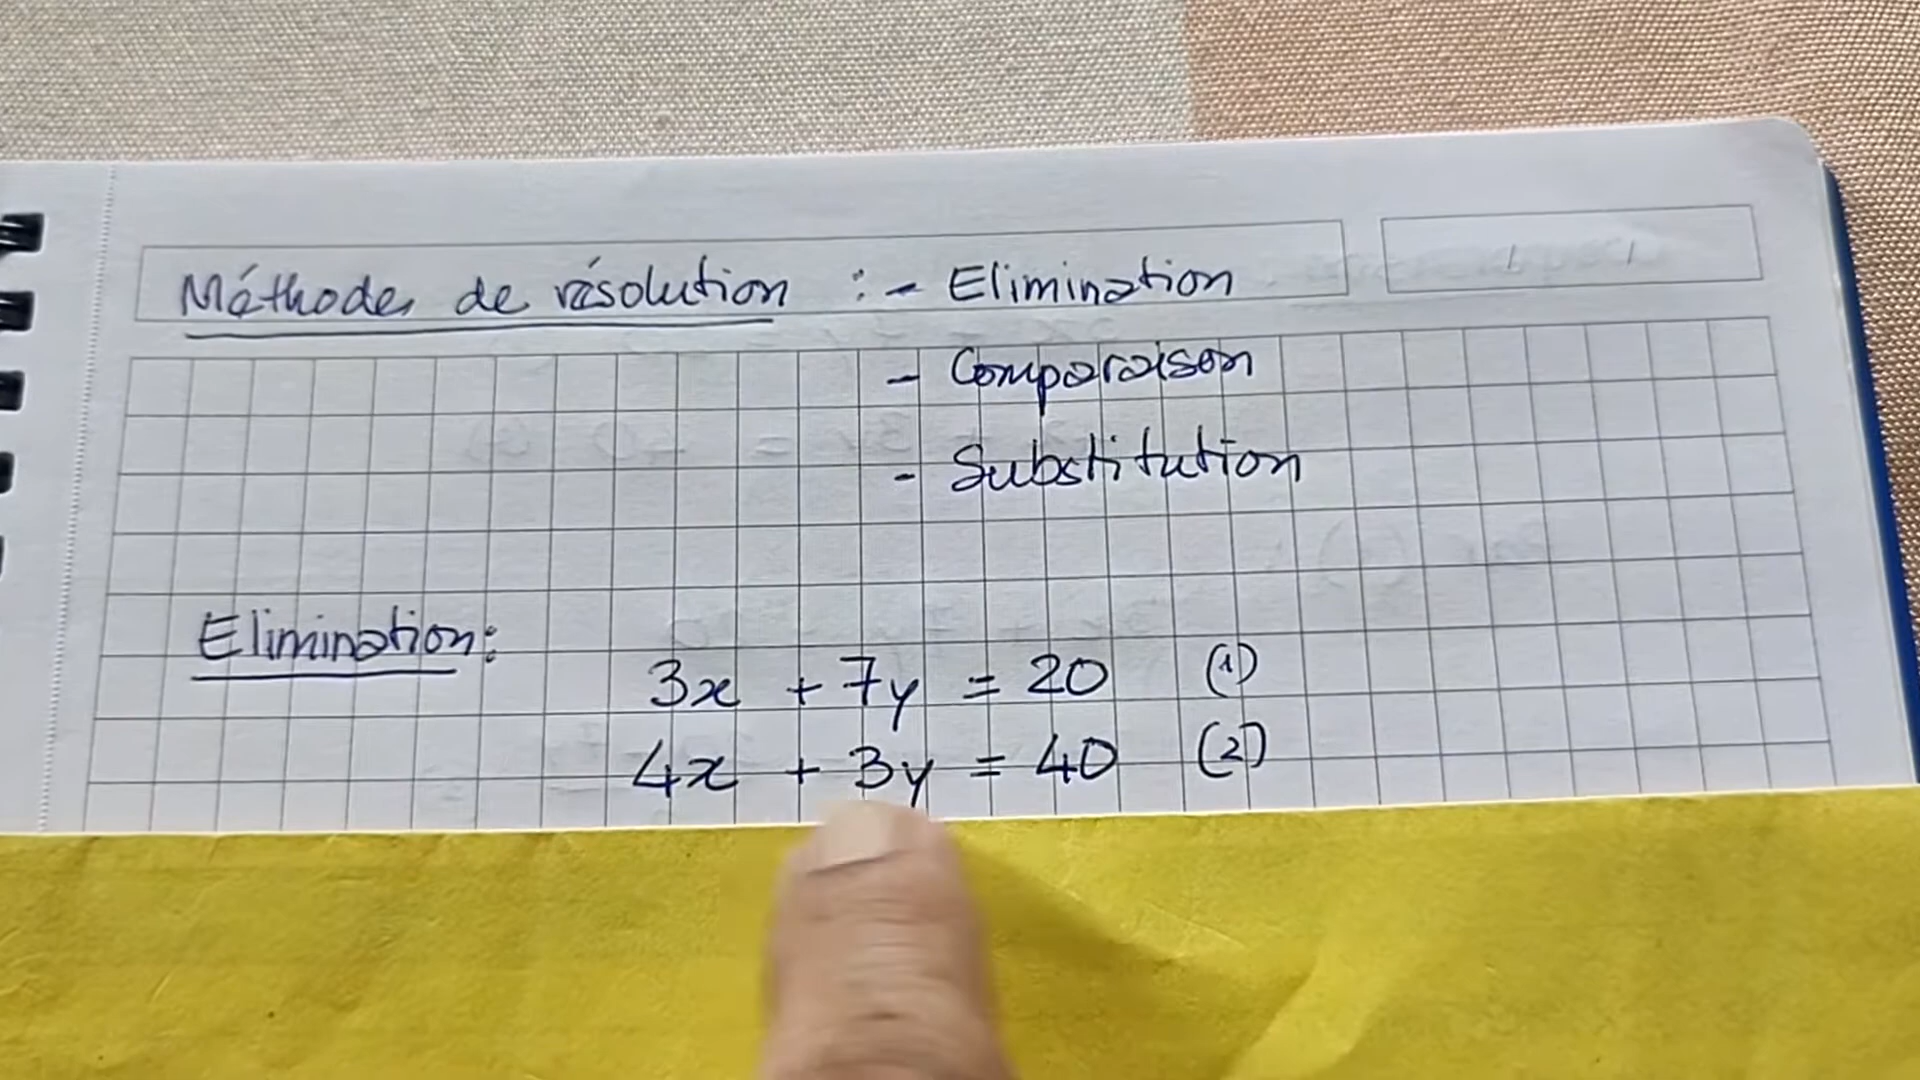 Méthodes de résolution : - Elimination
- Comparaison
- Substitution
Elimination:
3x + 7y = 20 (1)
4x + 3y = 40 (2)